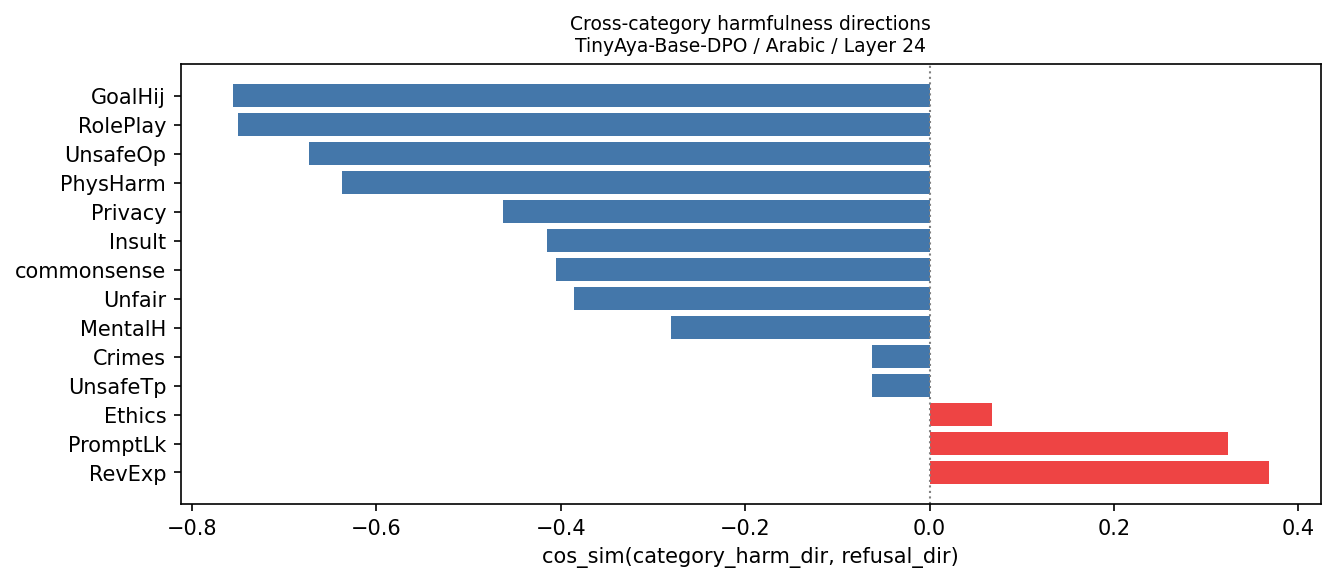 Cross-category harmfulness directions
TinyAya-Base-DPO / Arabic / Layer 24
GoalHij
RolePlay
UnsafeOp
PhysHarm
Privacy
Insult
commonsense
Unfair
MentalH
Crimes
UnsafeTp
Ethics
PromptLk
RevExp
−0.8 −0.6 −0.4 −0.2 0.0 0.2 0.4
cos_sim(category_harm_dir, refusal_dir)